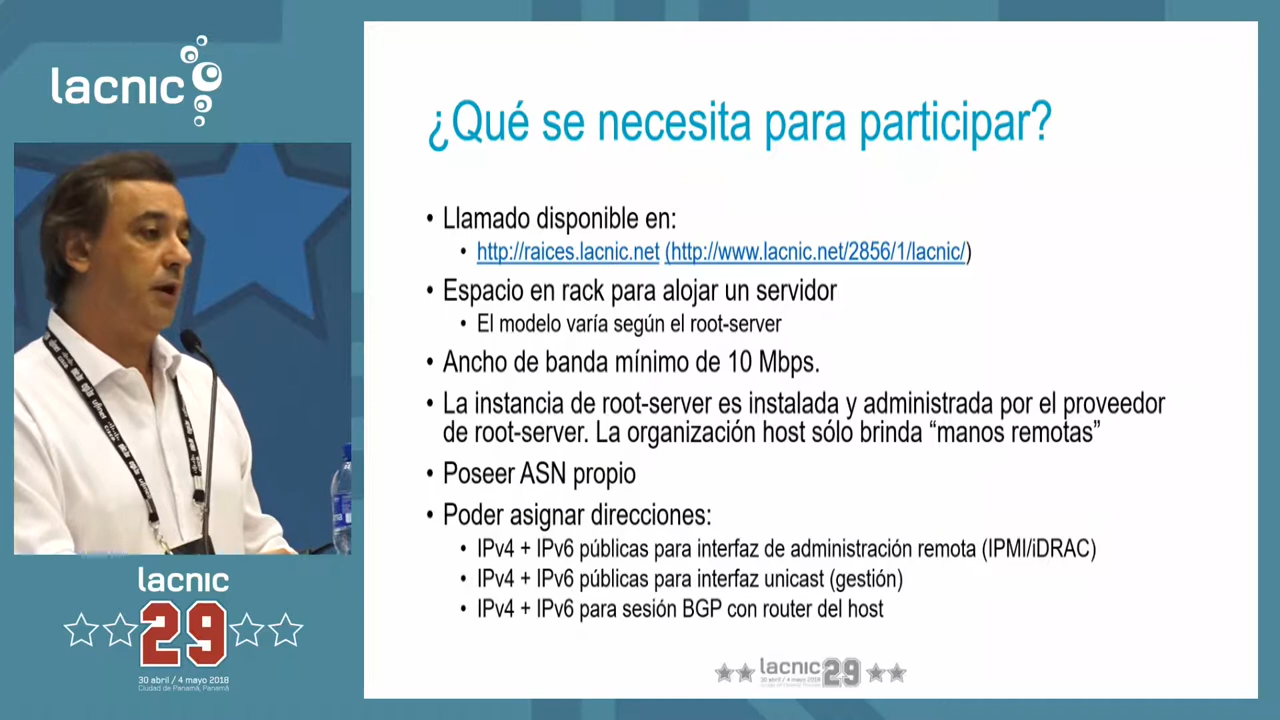 lacnic
¿Qué se necesita para participar?
• Llamado disponible en:
• http://raices.lacnic.net (http://www.lacnic.net/2856/1/lacnic/)
• Espacio en rack para alojar un servidor
• El modelo varía según el root-server
• Ancho de banda mínimo de 10 Mbps.
• La instancia de root-server es instalada y administrada por el proveedor
de root-server. La organización host sólo brinda “manos remotas”
• Poseer ASN propio
• Poder asignar direcciones:
• IPv4 + IPv6 públicas para interfaz de administración remota (IPMI/iDRAC)
• IPv4 + IPv6 públicas para interfaz unicast (gestión)
• IPv4 + IPv6 para sesión BGP con router del host
lacnic
29
30 abril / 4 mayo 2018
Ciudad de Panamá, Panamá
lacnic 29
30 abril / 4 mayo 2018